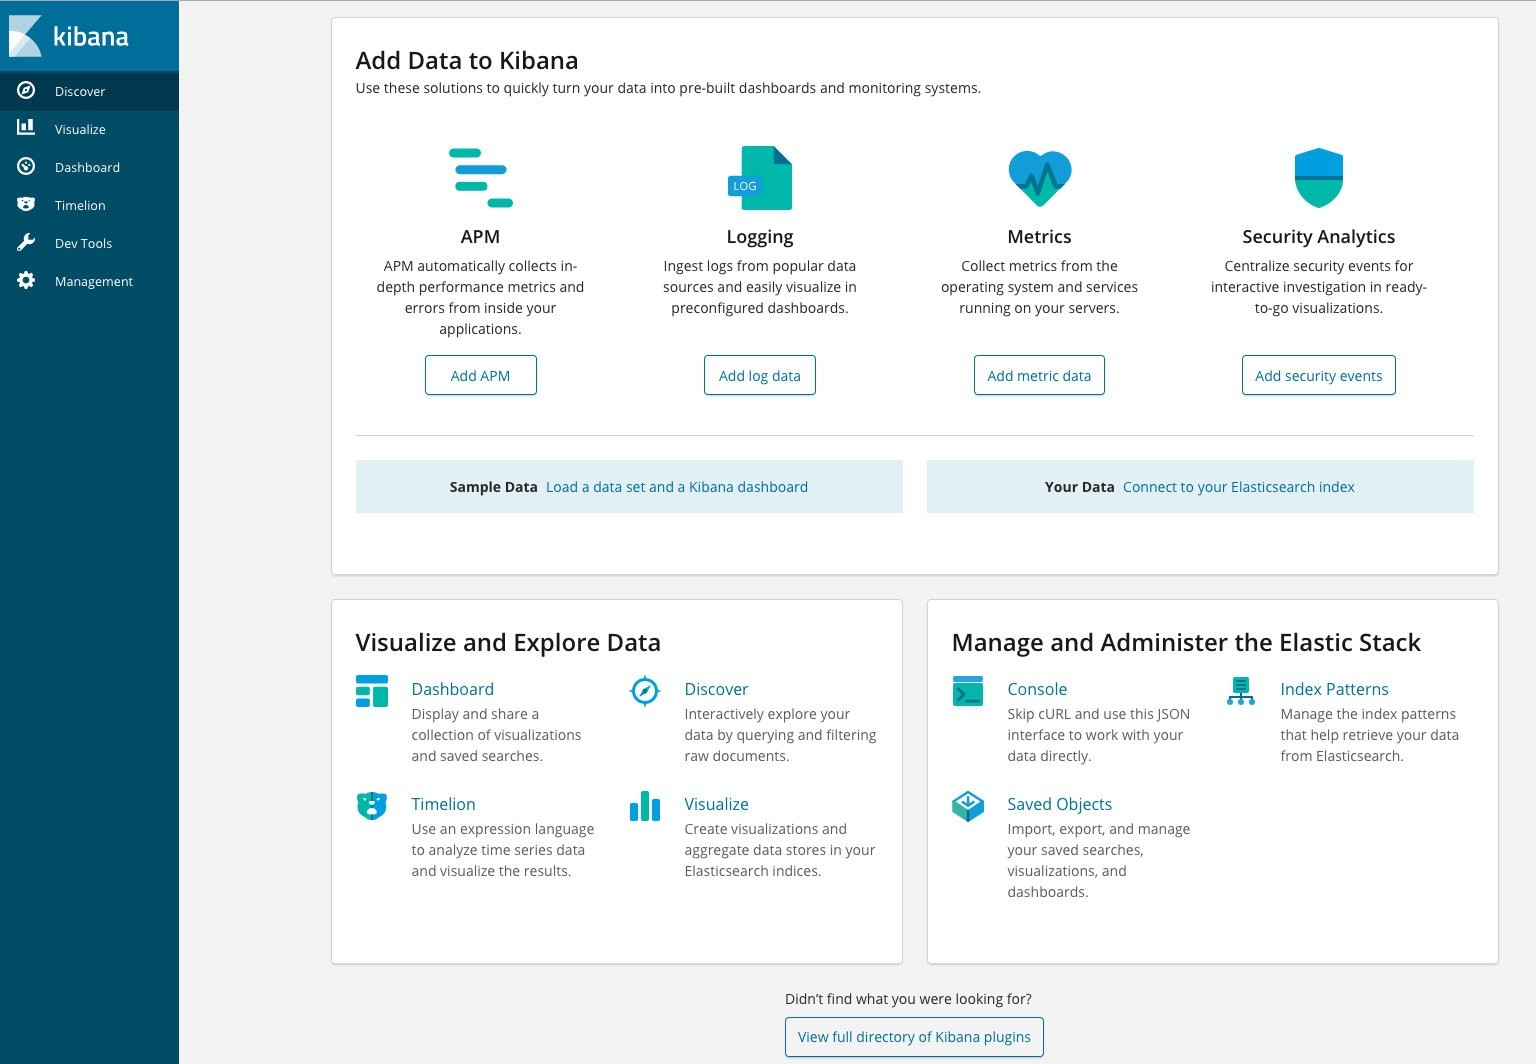 kibana
Discover
Visualize
Dashboard
Timelion
Dev Tools
Management
Add Data to Kibana
Use these solutions to quickly turn your data into pre-built dashboards and monitoring systems.
APM
APM automatically collects in-
depth performance metrics and
errors from inside your
applications.
Add APM
LOG
Logging
Ingest logs from popular data
sources and easily visualize in
preconfigured dashboards.
Add log data
Metrics
Collect metrics from the
operating system and services
running on your servers.
Add metric data
Security Analytics
Centralize security events for
interactive investigation in ready-
to-go visualizations.
Add security events
Sample Data Load a data set and a Kibana dashboard
Your Data Connect to your Elasticsearch index
Visualize and Explore Data
Dashboard
Display and share a
collection of visualizations
and saved searches.
Discover
Interactively explore your
data by querying and filtering
raw documents.
Timelion
Use an expression language
to analyze time series data
and visualize the results.
Visualize
Create visualizations and
aggregate data stores in your
Elasticsearch indices.
Manage and Administer the Elastic Stack
Console
Skip cURL and use this JSON
interface to work with your
data directly.
Index Patterns
Manage the index patterns
that help retrieve your data
from Elasticsearch.
Saved Objects
Import, export, and manage
your saved searches,
visualizations, and
dashboards.
Didn't find what you were looking for?
View full directory of Kibana plugins